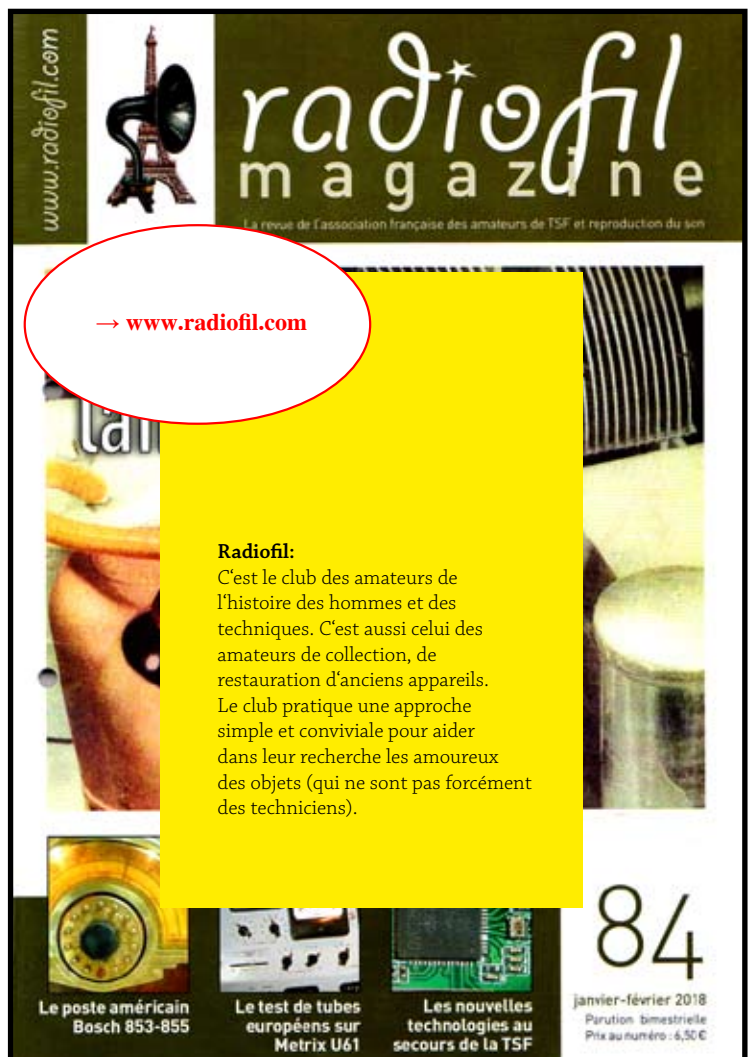 www.radiofil.com
radiofil
magazine
La revue de l'association française des amateurs de TSF et reproduction du son
→ www.radiofil.com
Radiofil:
C‘est le club des amateurs de
l‘histoire des hommes et des
techniques. C‘est aussi celui des
amateurs de collection, de
restauration d‘anciens appareils.
Le club pratique une approche
simple et conviviale pour aider
dans leur recherche les amoureux
des objets (qui ne sont pas forcément
des techniciens).
Le poste américain
Bosch 853-855
Le test de tubes
européens sur
Metrix U61
Les nouvelles
technologies au
secours de la TSF
84
janvier-février 2018
Parution bimestrielle
Prix au numéro : 6,50 €